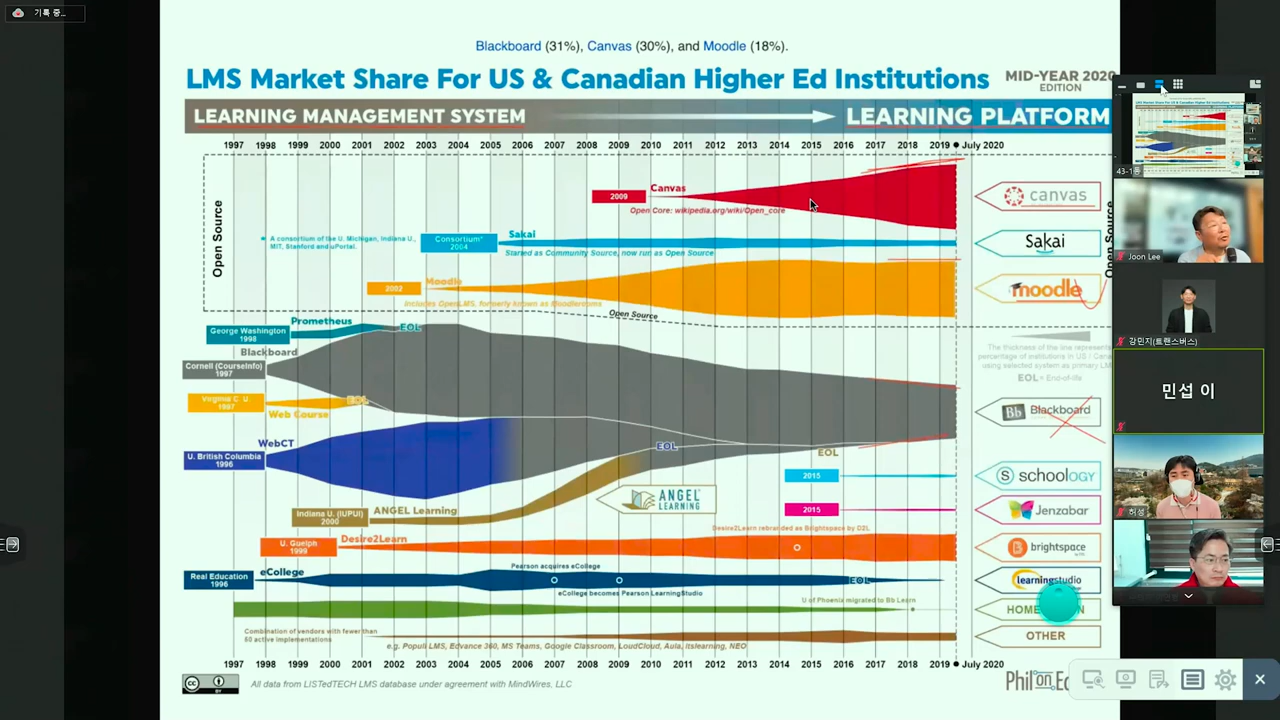 기록 중...
Blackboard (31%), Canvas (30%), and Moodle (18%).
LMS Market Share For US & Canadian Higher Ed Institutions
MID-YEAR 2020
EDITION
LEARNING MANAGEMENT SYSTEM
LEARNING PLATFORM
1997 1998 1999 2000 2001 2002 2003 2004 2005 2006 2007 2008 2009 2010 2011 2012 2013 2014 2015 2016 2017 2018 2019 July 2020
Open Source
2009
Canvas
Open Core: wikipedia.org/wiki/Open_core
canvas
A consortium of the U. Michigan, Indiana U.,
MIT, Stanford and uPortal.
Consortium*
2004
Sakai
Started as Community Source, now run as Open Source
Sakai
Open Source
2002
Moodle
Includes OpenLMS, formerly known as Moodlerooms
moodle
Open Source
George Washington
1998
Prometheus
EOL
The thickness of the line represents
percentage of institutions in US / Cana
using selected system as primary LM
EOL = End-of-life
Blackboard
Cornell (CourseInfo)
1997
Virginia C. U.
1997
Web Course
EOL
Bb Blackboard
WebCT
U. British Columbia
1996
EOL
EOL
2015
schoology
ANGEL
LEARNING
Indiana U. (IUPUI)
2000
ANGEL Learning
2015
Jenzabar
Desire2Learn rebranded as Brightspace by D2L
U. Guelph
1999
Desire2Learn
brightspace
Real Education
1996
eCollege
Pearson acquires eCollege
eCollege becomes Pearson LearningStudio
EOL
learningstudio
U of Phoenix migrated to Bb Learn
HOME
Combination of vendors with fewer than
50 active implementations
e.g. Populi LMS, Edvance 360, MS Teams, Google Classroom, LoudCloud, Aula, itslearning, NEO
OTHER
1997 1998 1999 2000 2001 2002 2003 2004 2005 2006 2007 2008 2009 2010 2011 2012 2013 2014 2015 2016 2017 2018 2019 July 2020
All data from LISTedTECH LMS database under agreement with MindWires, LLC
Phil on Ed
Joon Lee
강민지(트랜스버스)
민섭 이
허성